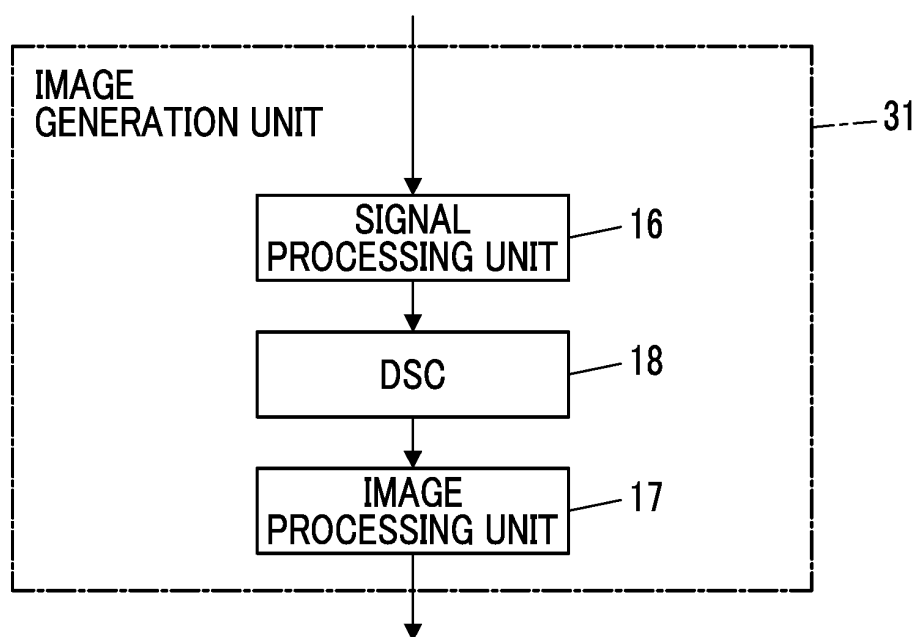 IMAGE
GENERATION UNIT
31
SIGNAL
PROCESSING UNIT
16
DSC
18
IMAGE
PROCESSING UNIT
17